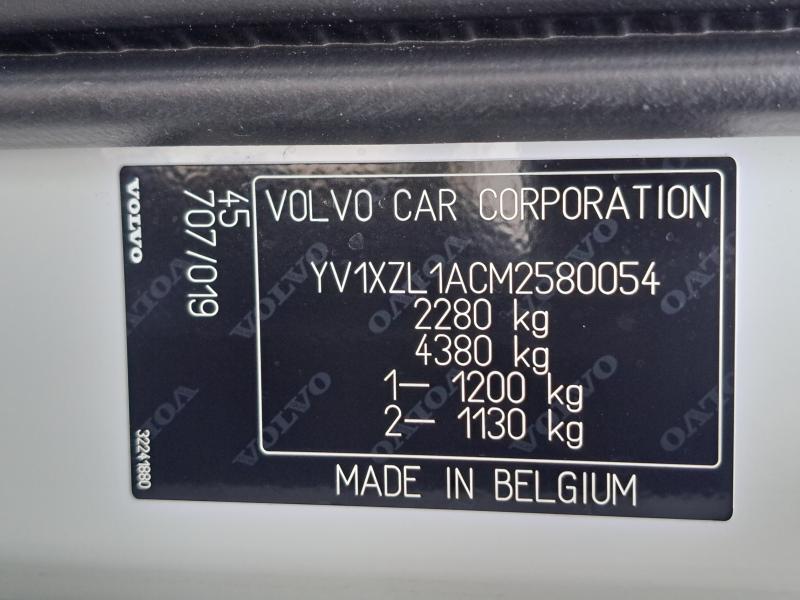 VOLVO
45
707/019
32241880
VOLVO CAR CORPORATION
YV1XZL1ACM2580054
2280 kg
4380 kg
1— 1200 kg
2— 1130 kg
MADE IN BELGIUM